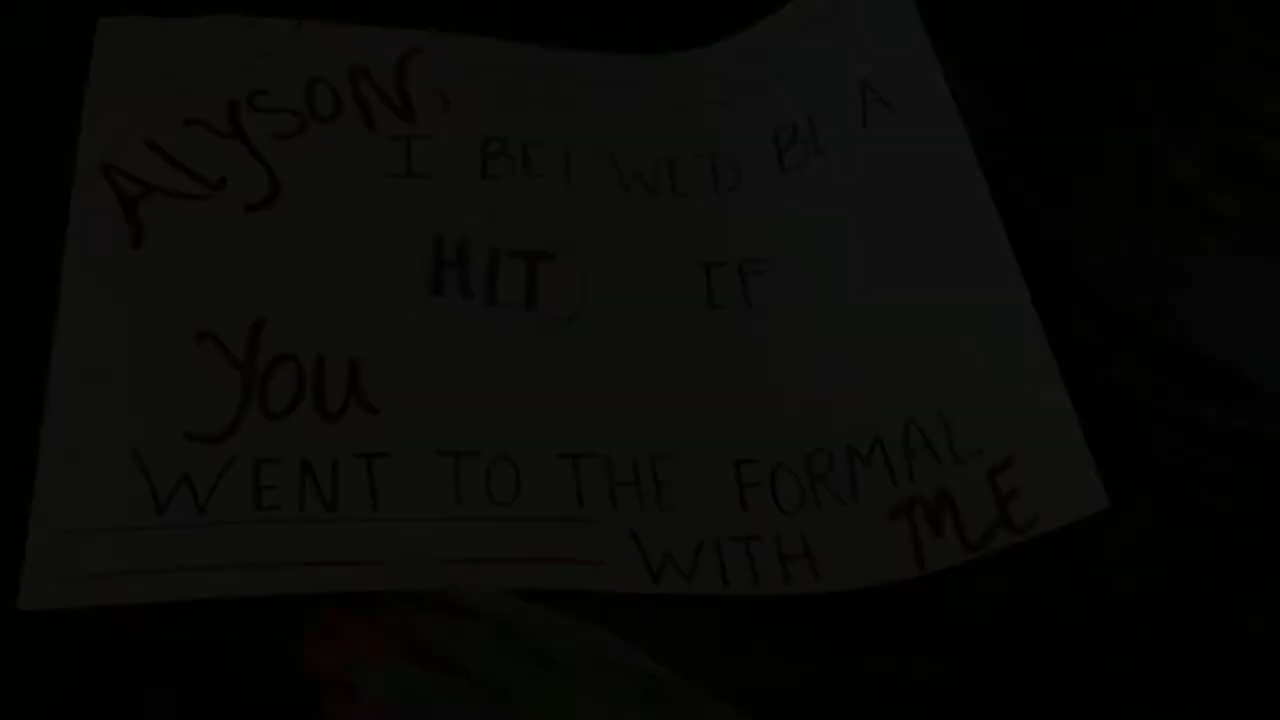 ALYSON,
I BET WE'D BE A
HIT, IF
you
WENT TO THE FORMAL
WITH ME